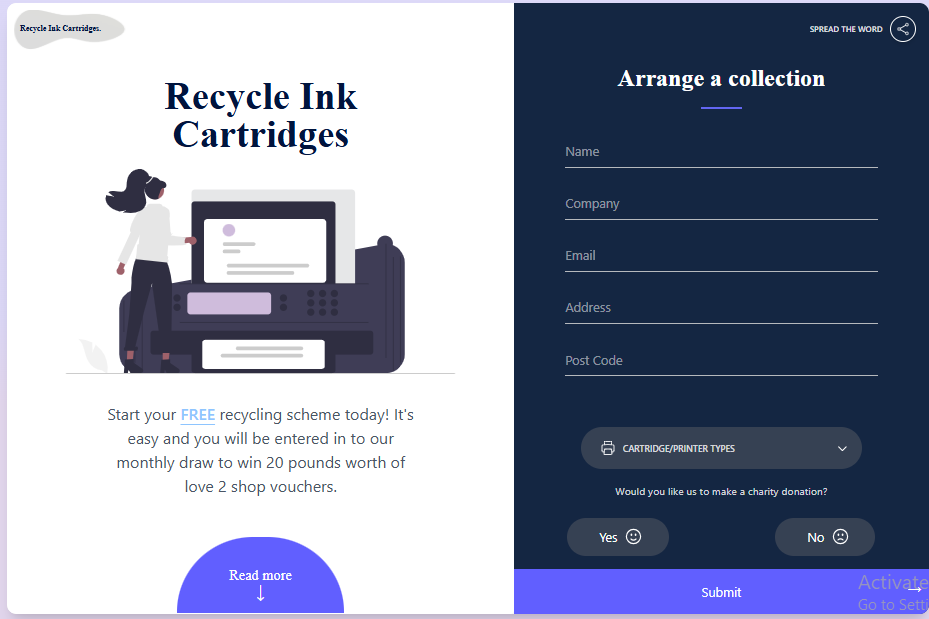 Recycle Ink Cartridges.
Recycle Ink
Cartridges
Start your FREE recycling scheme today! It's
easy and you will be entered in to our
monthly draw to win 20 pounds worth of
love 2 shop vouchers.
Read more
SPREAD THE WORD
Arrange a collection
Name
Company
Email
Address
Post Code
CARTRIDGE/PRINTER TYPES
Would you like us to make a charity donation?
Yes
No
Submit
Activate
Go to Setti